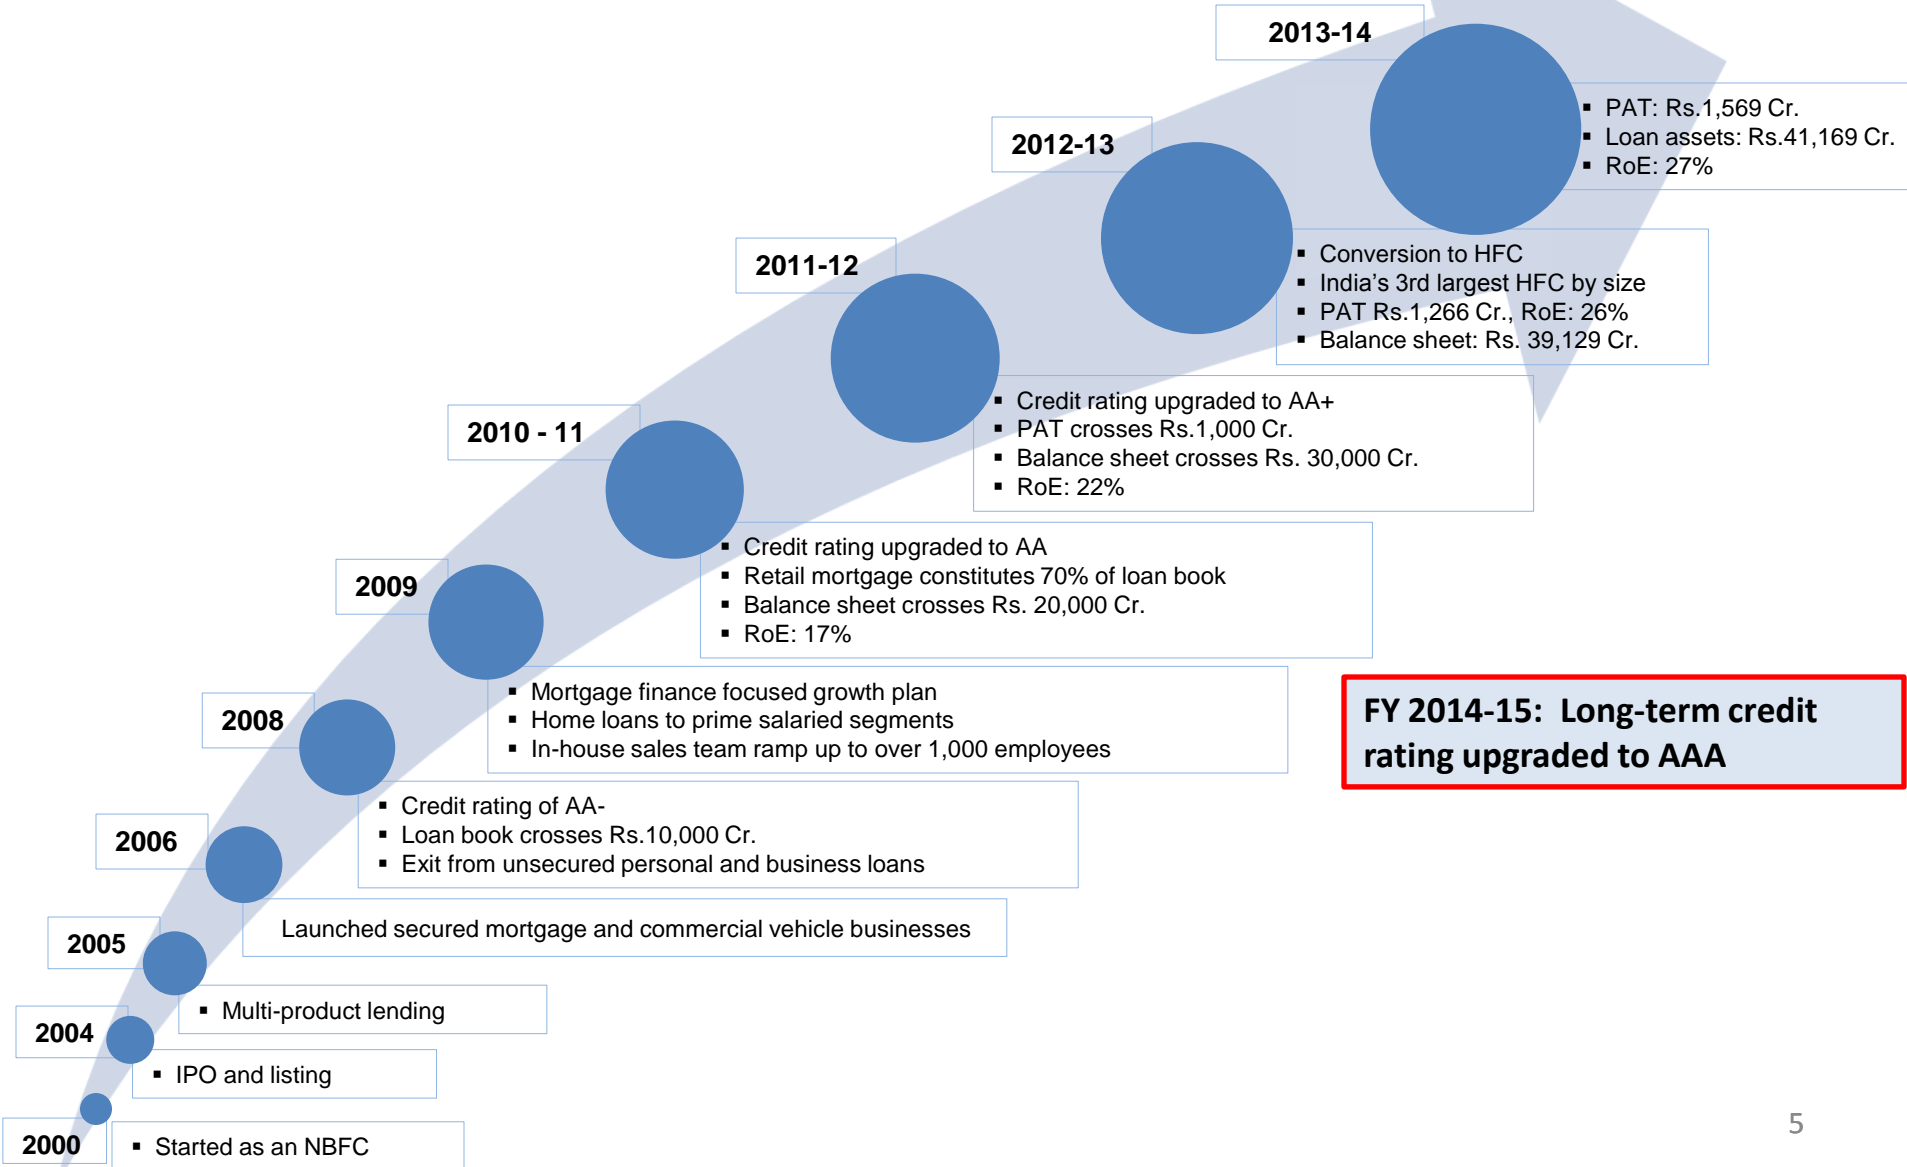 2013-14
▪ PAT: Rs.1,569 Cr.
▪ Loan assets: Rs.41,169 Cr.
▪ RoE: 27%
2012-13
▪ Conversion to HFC
▪ India’s 3rd largest HFC by size
▪ PAT Rs.1,266 Cr., RoE: 26%
▪ Balance sheet: Rs. 39,129 Cr.
2011-12
▪ Credit rating upgraded to AA+
▪ PAT crosses Rs.1,000 Cr.
▪ Balance sheet crosses Rs. 30,000 Cr.
▪ RoE: 22%
2010 - 11
▪ Credit rating upgraded to AA
▪ Retail mortgage constitutes 70% of loan book
▪ Balance sheet crosses Rs. 20,000 Cr.
▪ RoE: 17%
2009
▪ Mortgage finance focused growth plan
▪ Home loans to prime salaried segments
▪ In-house sales team ramp up to over 1,000 employees
FY 2014-15: Long-term credit
rating upgraded to AAA
2008
▪ Credit rating of AA-
▪ Loan book crosses Rs.10,000 Cr.
▪ Exit from unsecured personal and business loans
2006
Launched secured mortgage and commercial vehicle businesses
2005
▪ Multi-product lending
2004
▪ IPO and listing
2000
▪ Started as an NBFC
5